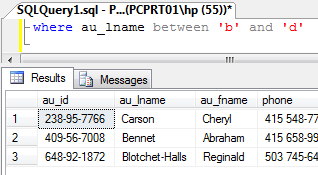 SQLQuery1.sql - P...(PCPRT01\hp (55))*
where au_lname between 'b' and 'd'
Results Messages
au_id au_lname au_fname phone
1 238-95-7766 Carson Cheryl 415 548-77
2 409-56-7008 Bennet Abraham 415 658-99
3 648-92-1872 Blotchet-Halls Reginald 503 745-64